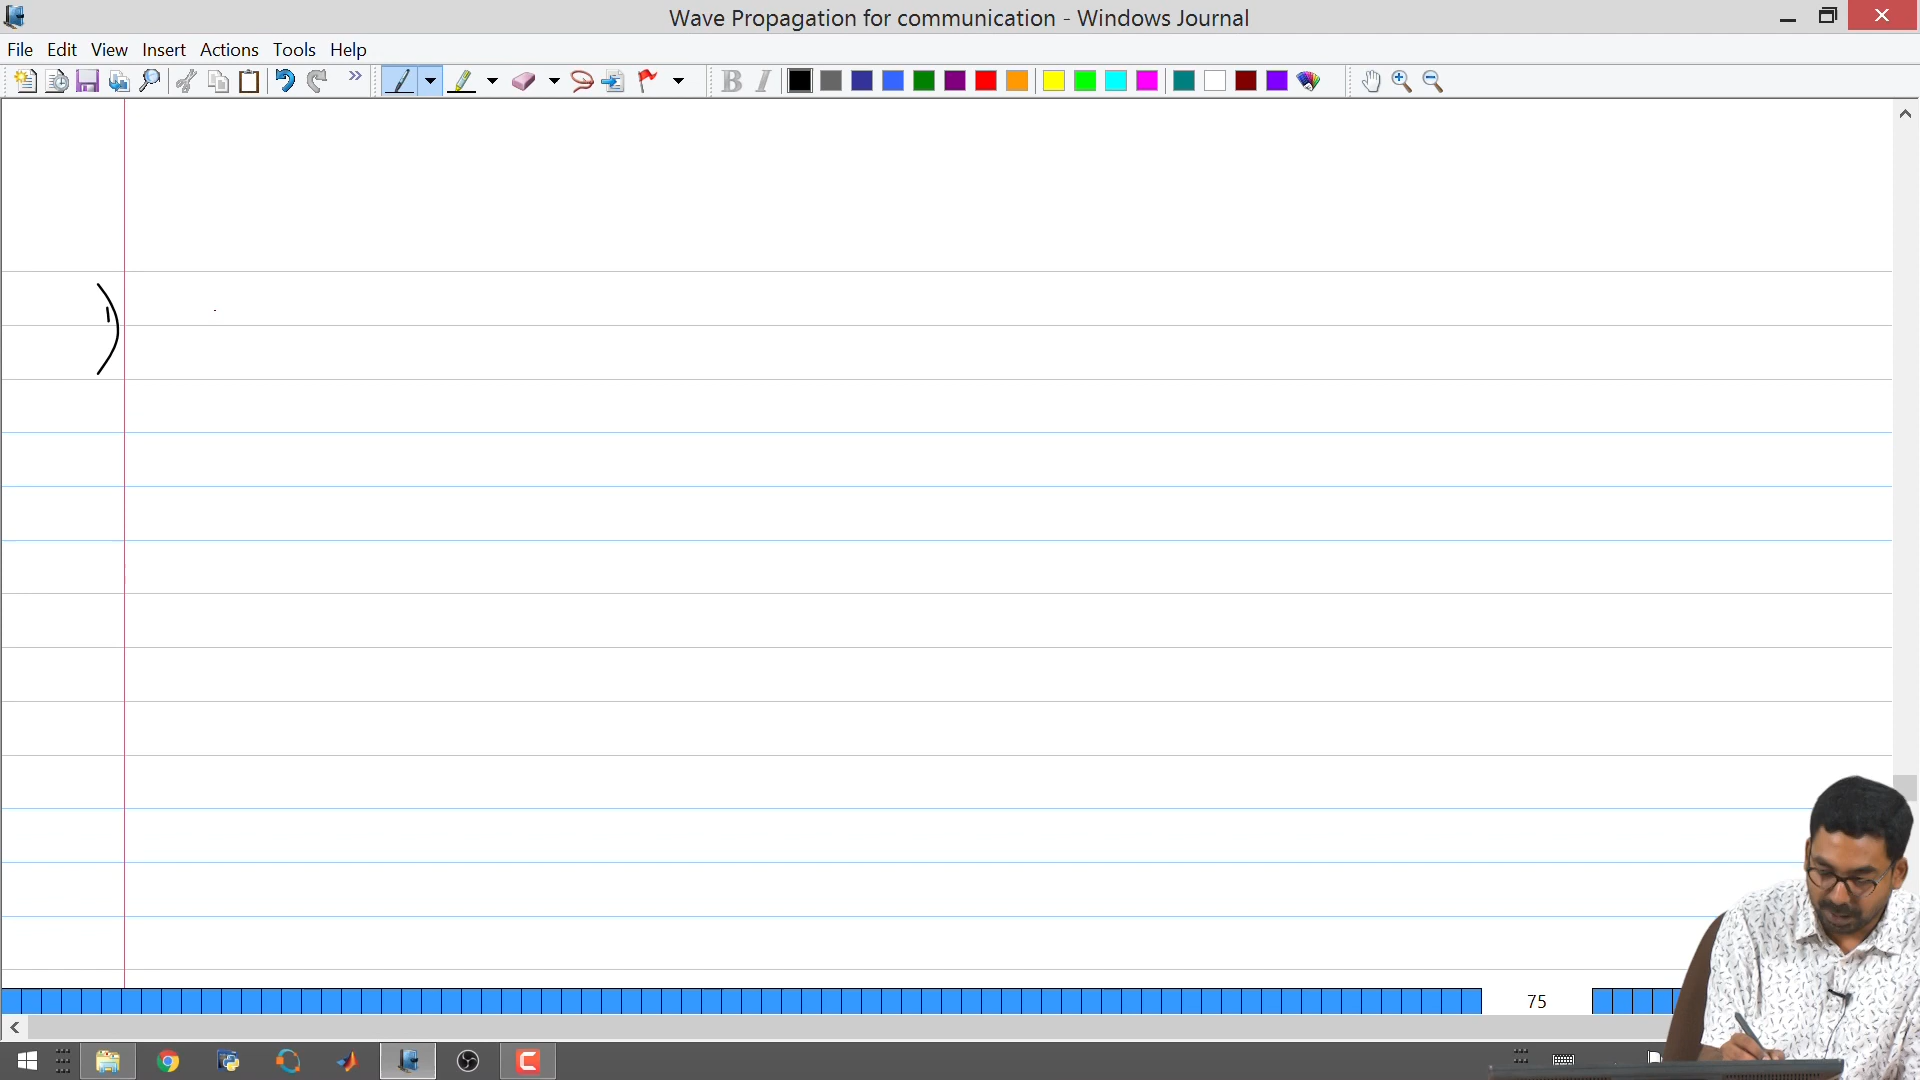 Wave Propagation for communication - Windows Journal
File Edit View Insert Actions Tools Help
B I
)
75